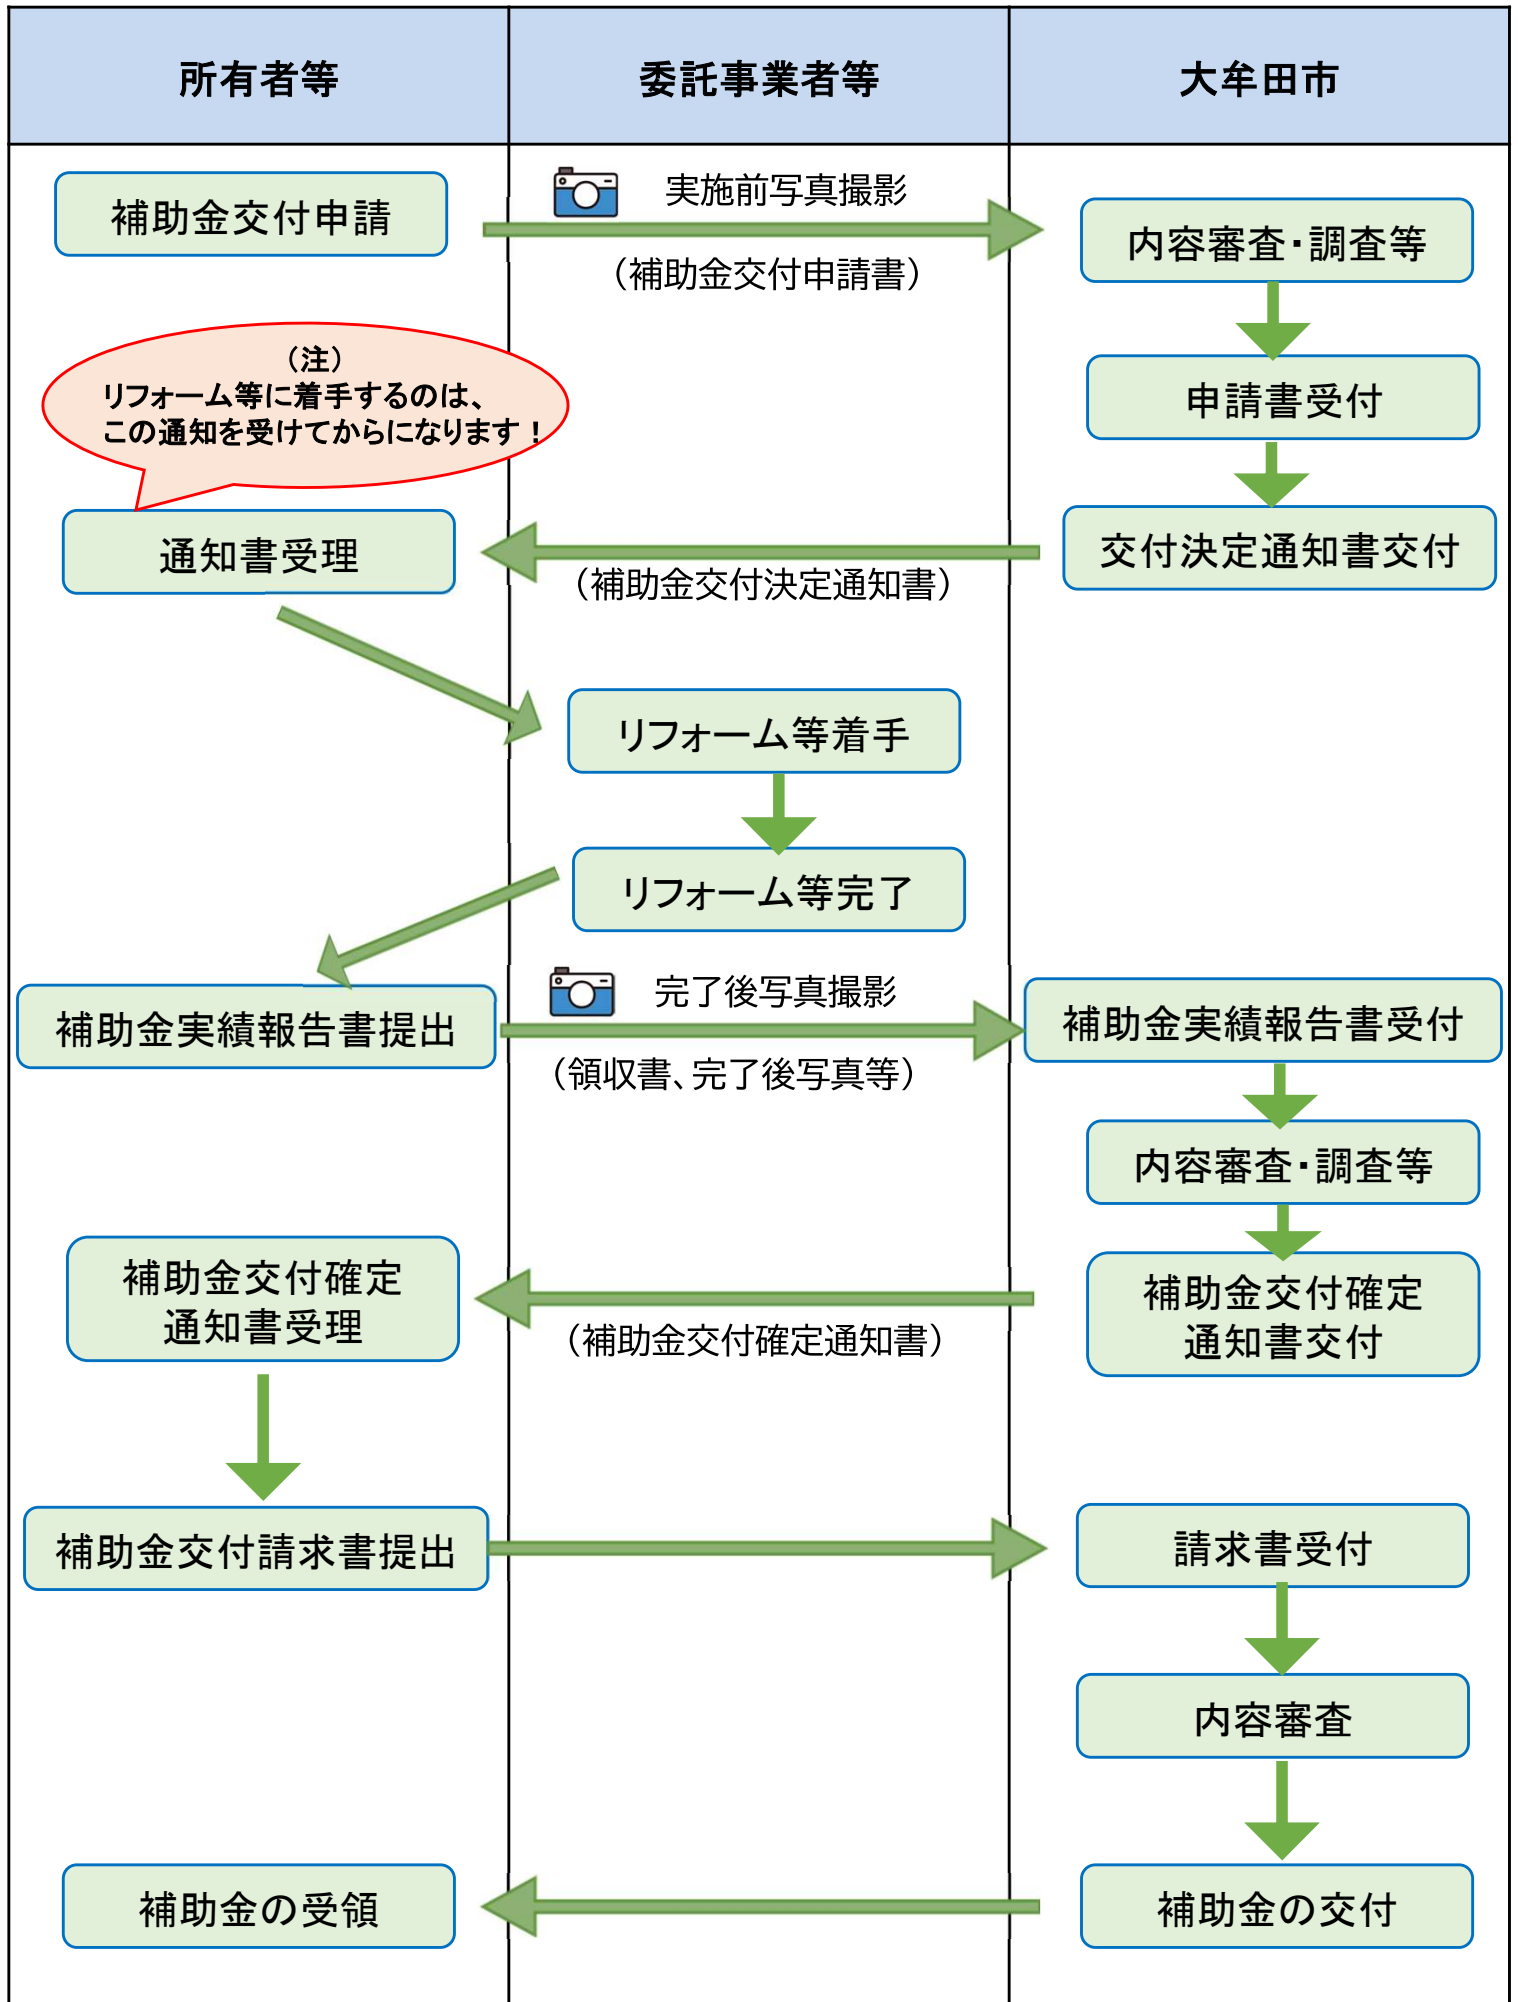 所有者等
委託事業者等
大牟田市
補助金交付申請
実施前写真撮影
（補助金交付申請書）
内容審査・調査等
申請書受付
（注）
リフォーム等に着手するのは、
この通知を受けてからになります！
交付決定通知書交付
（補助金交付決定通知書）
通知書受理
リフォーム等着手
リフォーム等完了
補助金実績報告書提出
完了後写真撮影
（領収書、完了後写真等）
補助金実績報告書受付
内容審査・調査等
補助金交付確定
通知書交付
（補助金交付確定通知書）
補助金交付確定
通知書受理
補助金交付請求書提出
請求書受付
内容審査
補助金の交付
補助金の受領